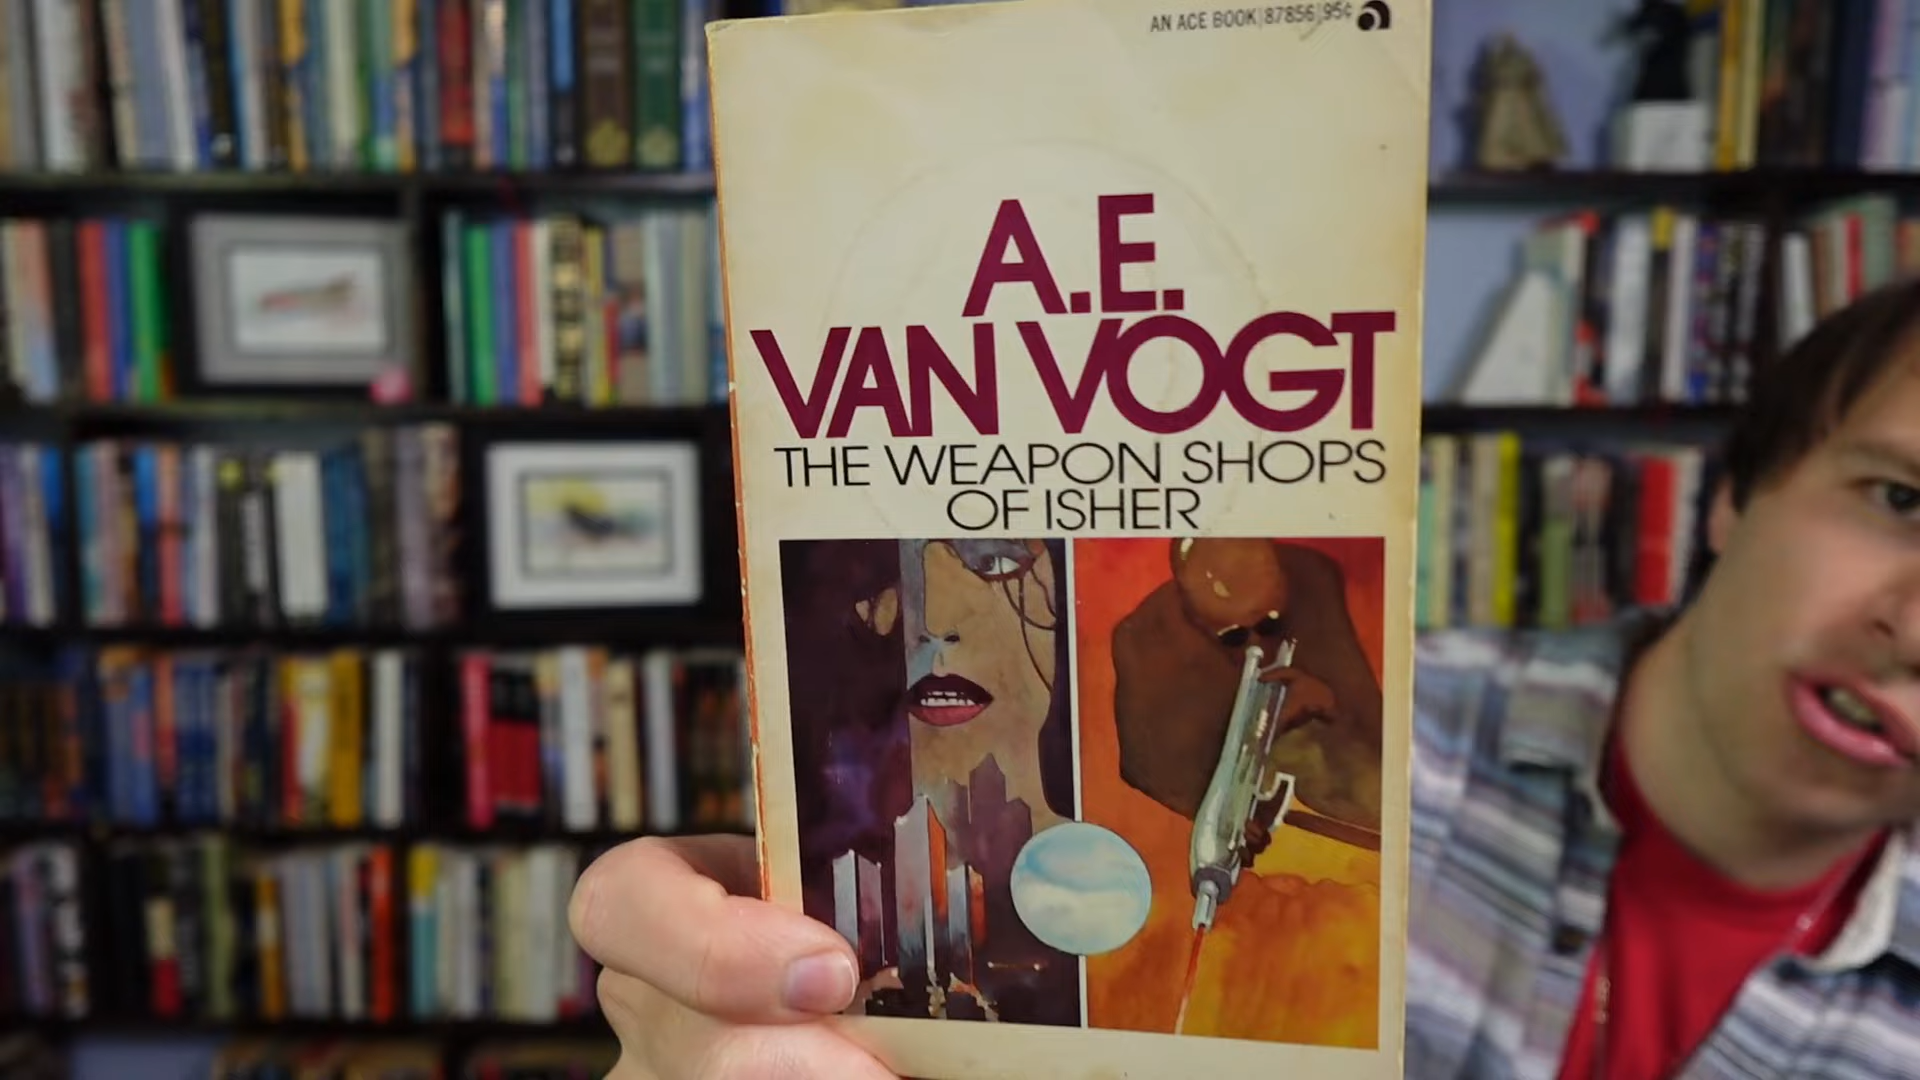 AN ACE BOOK 87856 95¢
A.E.
VAN VOGT
THE WEAPON SHOPS
OF ISHER